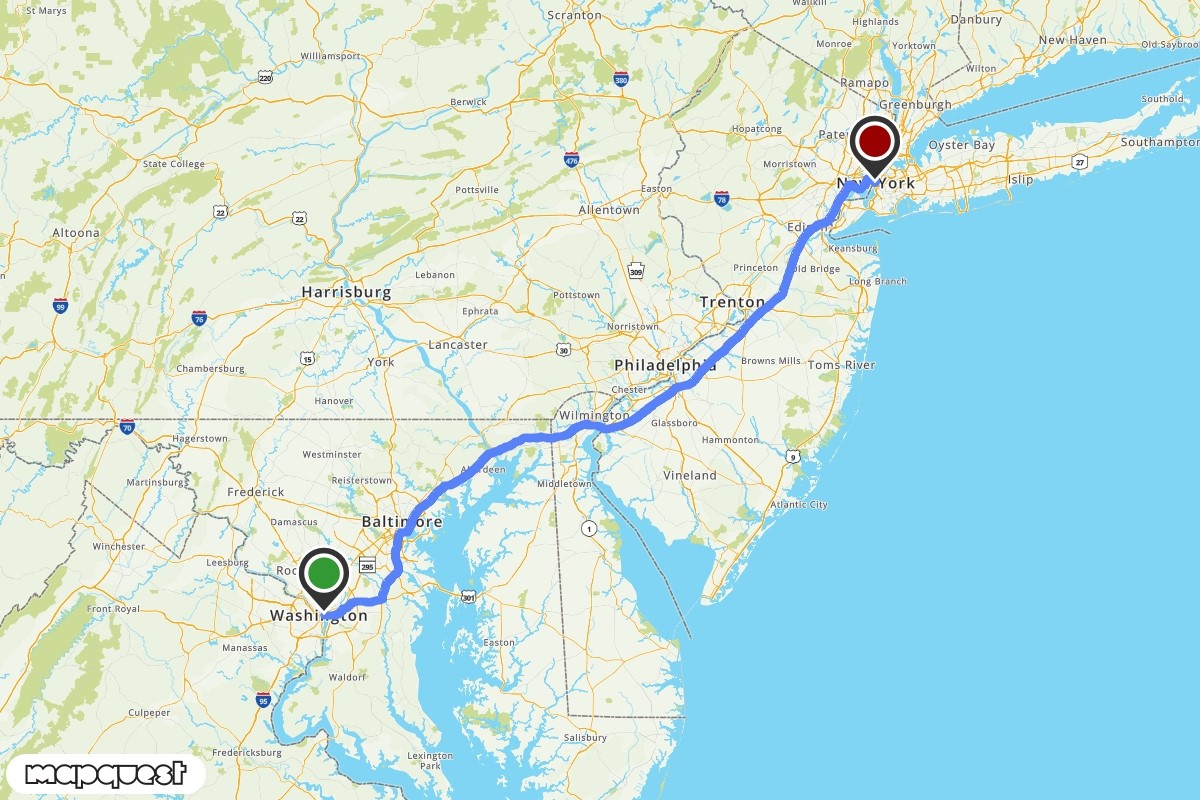 St Marys
Scranton
Wallkill
Highlands
Danbury
Monroe
Yorktown
New Haven
Old Saybroo
Williamsport
Wilton
220
380
Ramapo
Berwick
Greenburgh
Southold
Hopatcong
Pate
State College
476
Morristown
Oyster Bay
Southampton
27
Pottsville
Easton
78
New York
Islip
22
22
Allentown
Altoona
Edi
Keansburg
Lebanon
309
Princeton
Old Bridge
Long Branch
Harrisburg
Pottstown
Trenton
99
76
Ephrata
Norristown
15
Lancaster
30
York
Philadelphia
Browns Mills
Toms River
Chambersburg
Chester
Hanover
Wilmington
Glassboro
70
Hagerstown
Hammonton
Westminster
9
Aberdeen
Martinsburg
Reisterstown
Middletown
Vineland
Frederick
Atlantic City
Damascus
Baltimore
1
Winchester
Leesburg
Roc
295
301
Front Royal
Washington
Manassas
Easton
Waldorf
95
Culpeper
Salisbury
Fredericksburg
Lexington
Park
mapquest